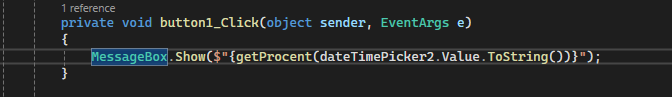 1 reference
private void button1_Click(object sender, EventArgs e)
{
MessageBox.Show($"{getProcent(dateTimePicker2.Value.ToString())}");
}